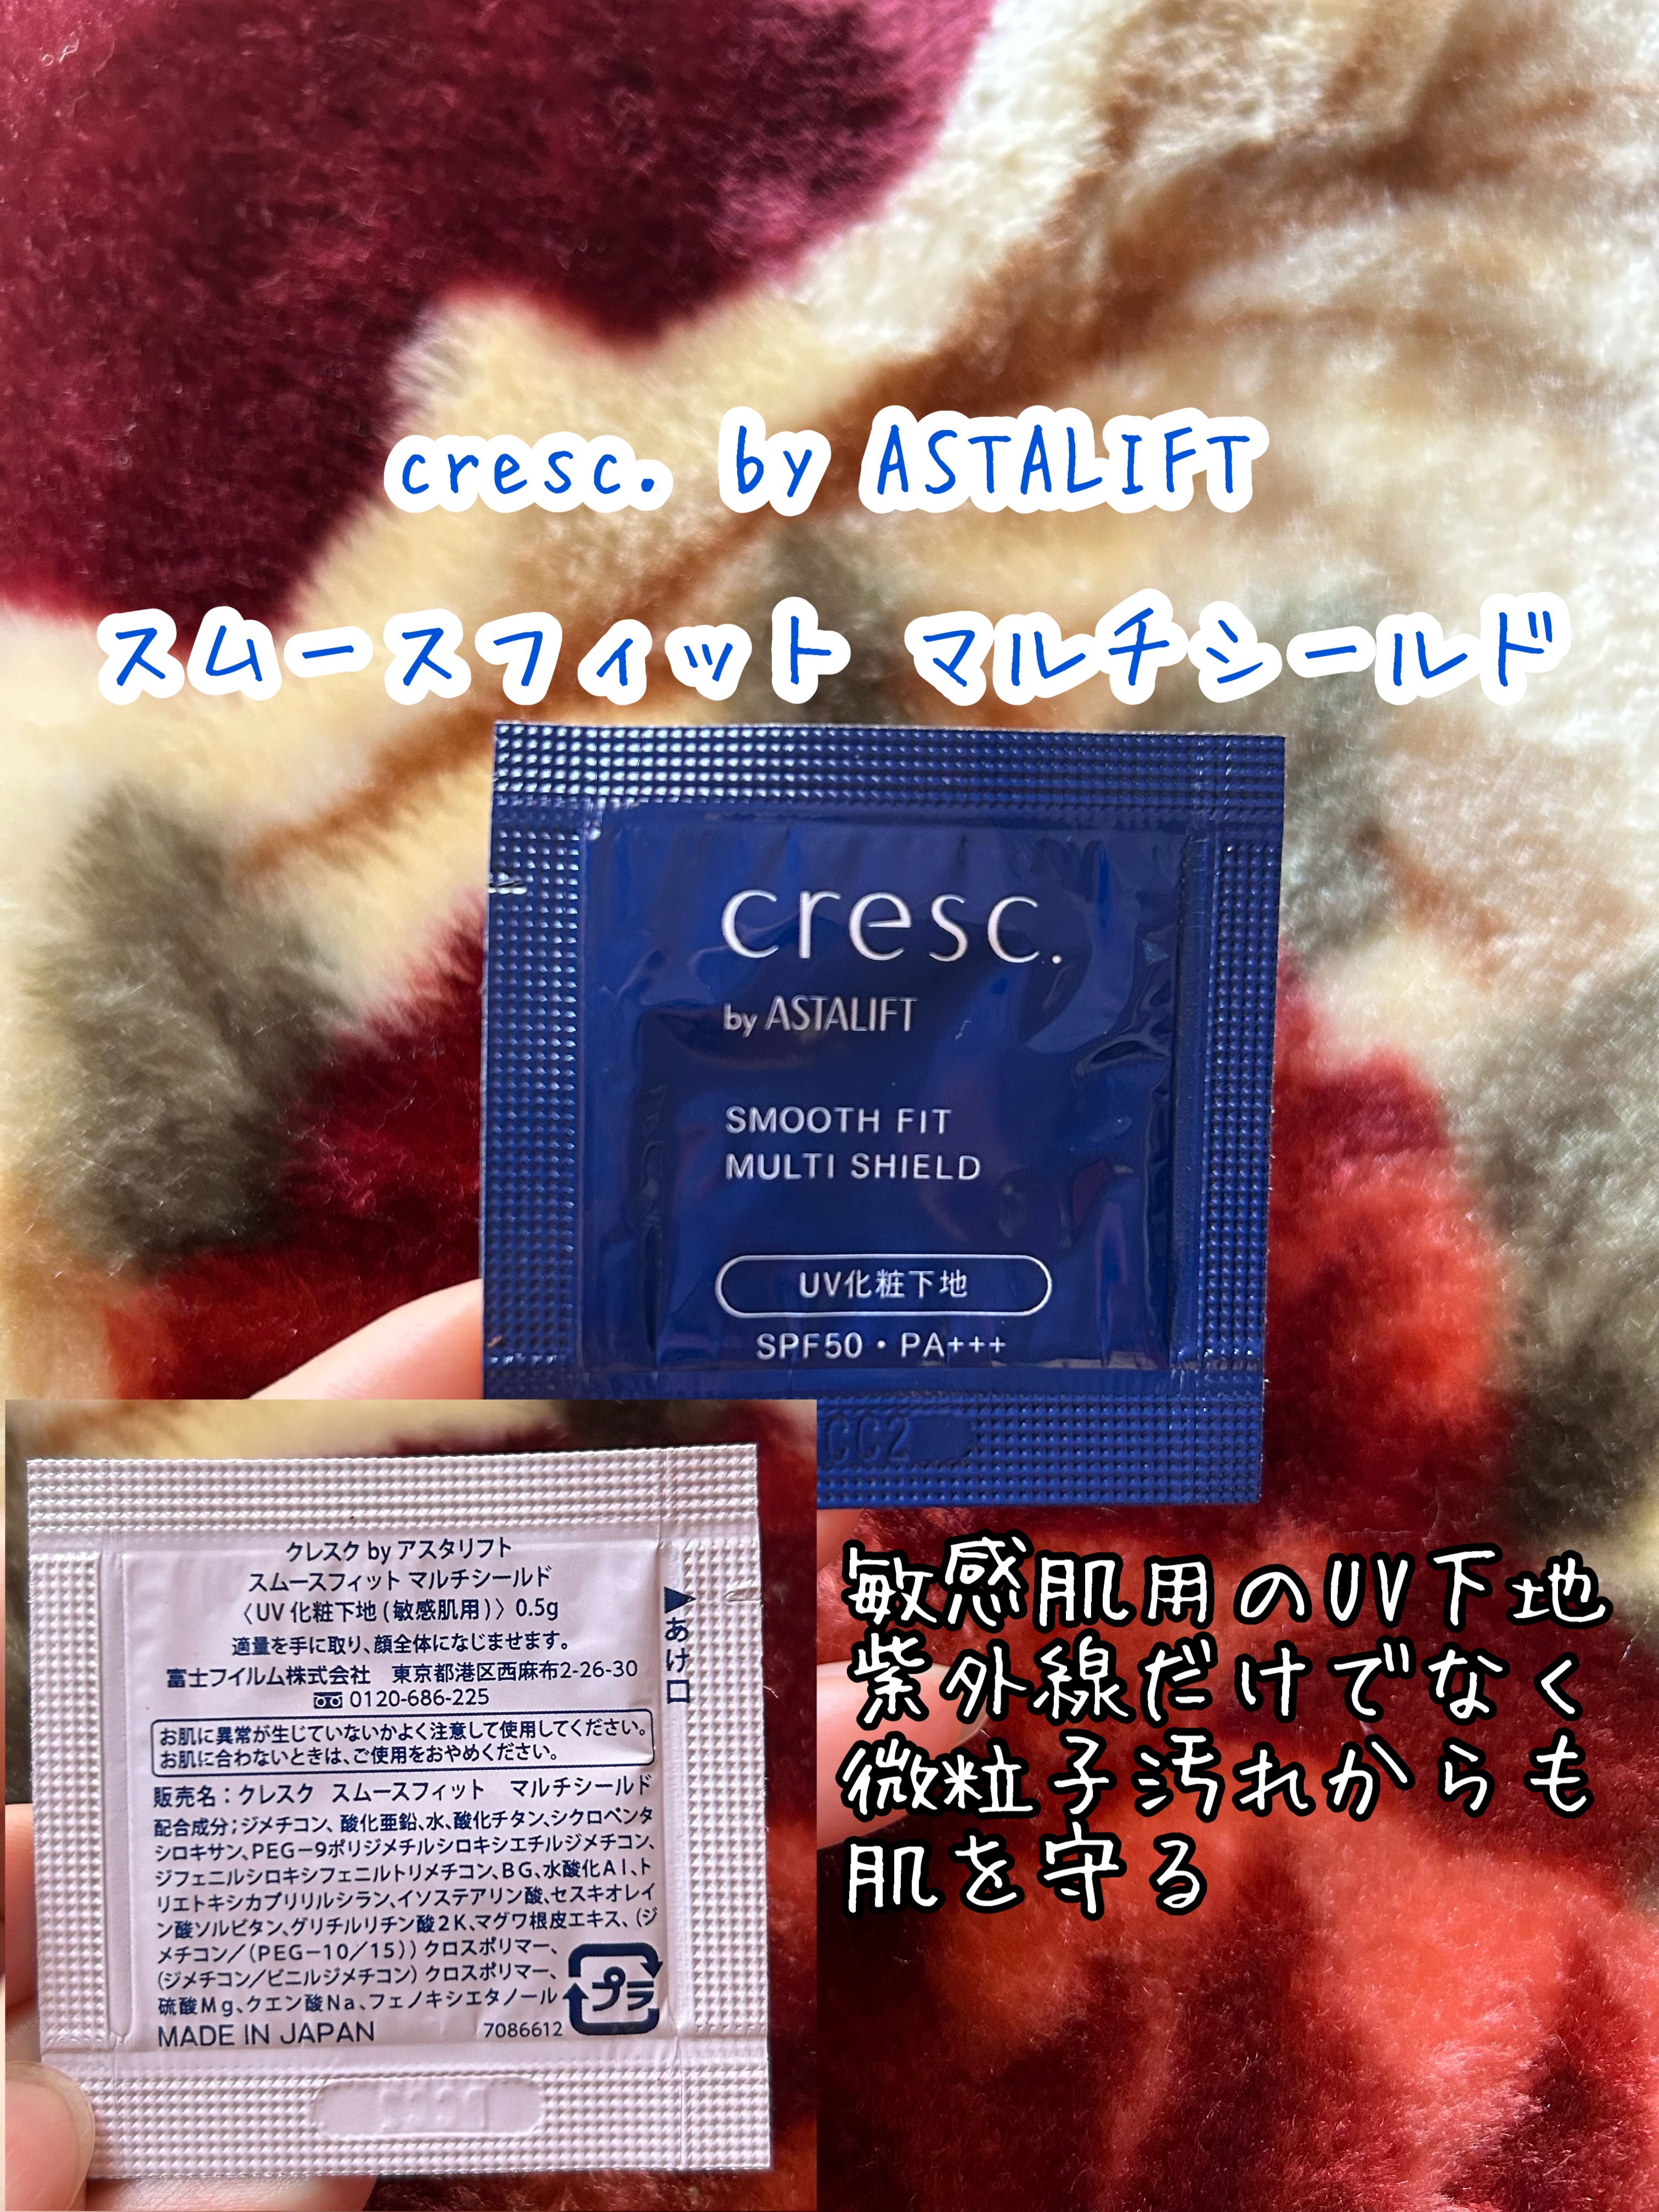 cresc. by ASTALIFT
スムースフィット マルチシールド
cresc.
by ASTALIFT
SMOOTH FIT
MULTI SHIELD
UV化粧下地
SPF50・PA+++
CC2
クレスク by アスタリフト
スムースフィット マルチシールド
〈UV 化粧下地(敏感肌用)〉0.5g
適量を手に取り、顔全体になじませます。
富士フイルム株式会社 東京都港区西麻布2-26-30
0120-686-225
お肌に異常が生じていないかよく注意して使用してください。
お肌に合わないときは、ご使用をおやめください。
販売名:クレスク スムースフィット マルチシールド
配合成分;ジメチコン、酸化亜鉛、水、酸化チタン、シクロペンタ
シロキサン、PEG-9ポリジメチルシロキシエチルジメチコン、
ジフェニルシロキシフェニルトリメチコン、BG、水酸化Al、ト
リエトキシカプリリルシラン、イソステアリン酸、セスキオレイ
ン酸ソルビタン、グリチルリチン酸2K、マグワ根皮エキス、(ジ
メチコン/(PEG-10/15))クロスポリマー、
(ジメチコン/ビニルジメチコン)クロスポリマー、
硫酸Mg、クエン酸Na、フェノキシエタノール
MADE IN JAPAN
7086612
プラ
あけ口
敏感肌用のUV下地
紫外線だけでなく
微粒子汚れからも
肌を守る